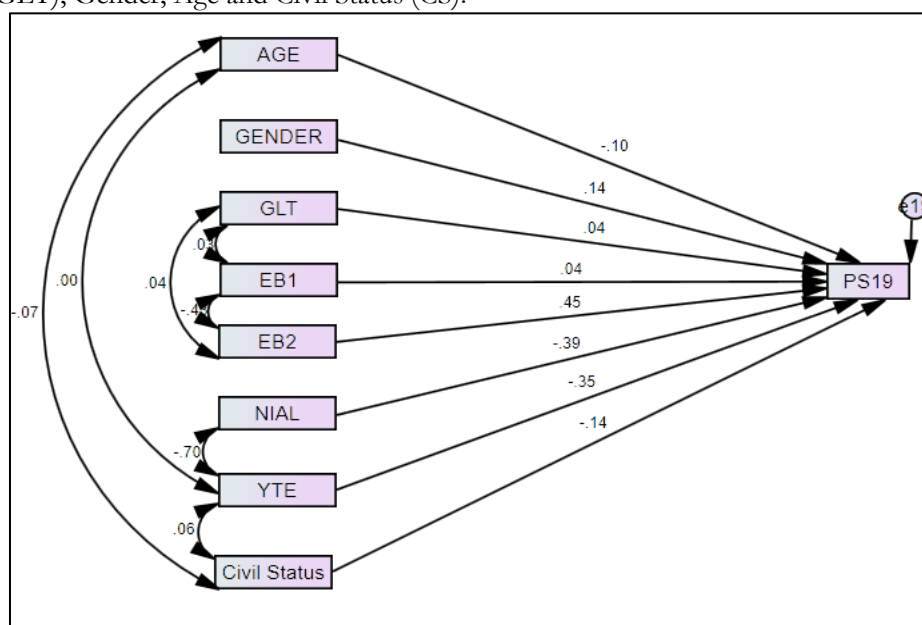 Gender, Age and Civil Status (CS).
AGE
-.10
GENDER
.14
GLT
.04
EB1
.04
.04
EB2
.45
PS19
.00
-.07
-.39
NIAL
-.35
-.70
YTE
-.14
.06
Civil Status